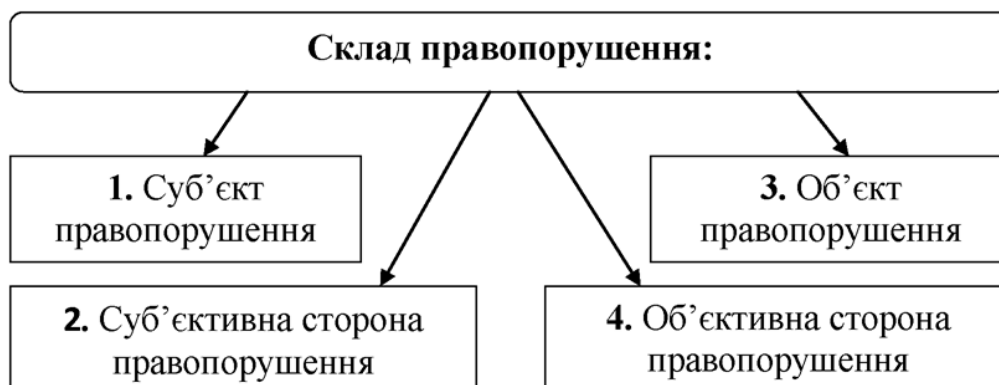 Склад правопорушення:
1. Суб’єкт
правопорушення
2. Суб’єктивна сторона
правопорушення
3. Об’єкт
правопорушення
4. Об’єктивна сторона
правопорушення